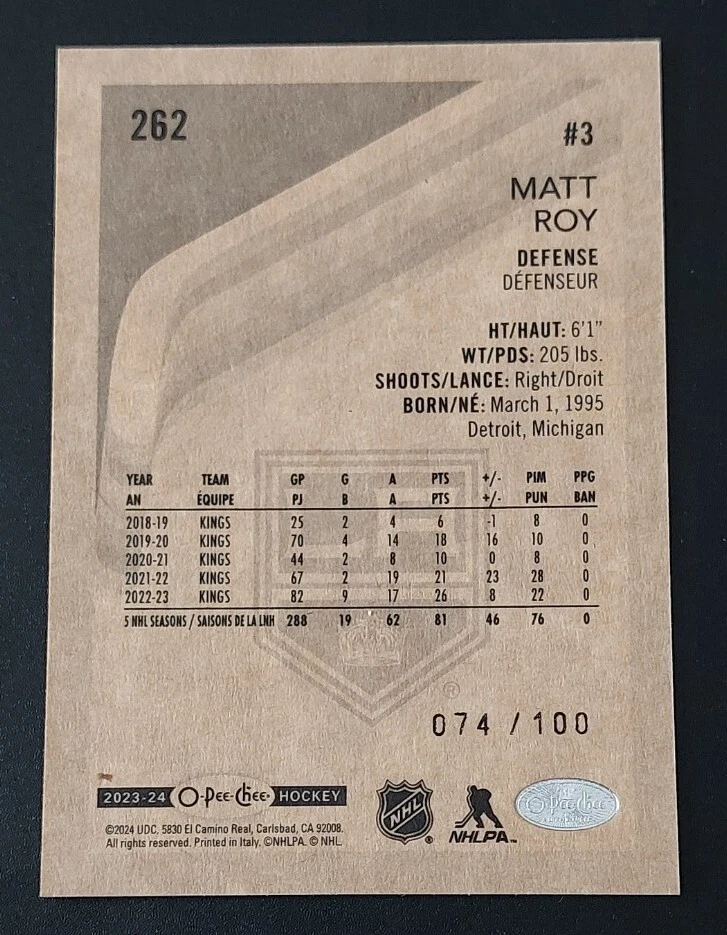 262
#3
MATT
ROY
DEFENSE
DÉFENSEUR
HT/HAUT: 6'1"
WT/PDS: 205 lbs.
SHOOTS/LANCE: Right/Droit
BORN/NÉ: March 1, 1995
Detroit, Michigan
YEAR TEAM GP G A PTS +/- PIM PPG
AN ÉQUIPE PJ B A PTS +/- PUN BAN
2018-19 KINGS 25 2 4 6 -1 8 0
2019-20 KINGS 70 4 14 18 16 10 0
2020-21 KINGS 44 2 8 10 0 8 0
2021-22 KINGS 67 2 19 21 23 28 0
2022-23 KINGS 82 9 17 26 8 22 0
5 NHL SEASONS / SAISONS DE LA LNH 288 19 62 81 46 76 0
®
074 / 100
2023-24 O-Pee-Chee HOCKEY
NHL ®
NHLPA™
O-Pee-Chee
©2024 UDC, 5830 El Camino Real, Carlsbad, CA 92008.
All rights reserved. Printed in Italy. ©NHLPA. © NHL.